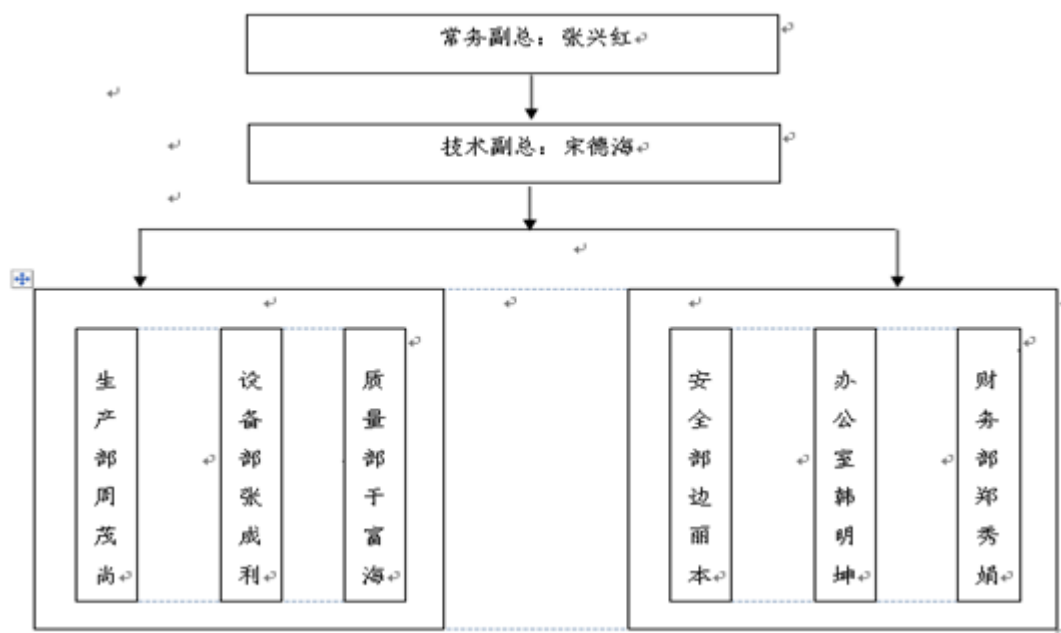 常务副总：张兴红
技术副总：宋德海
生产部周茂尚
设备部张成利
质量部于富海
安全部边丽本
办公室韩明坤
财务部郑秀娟